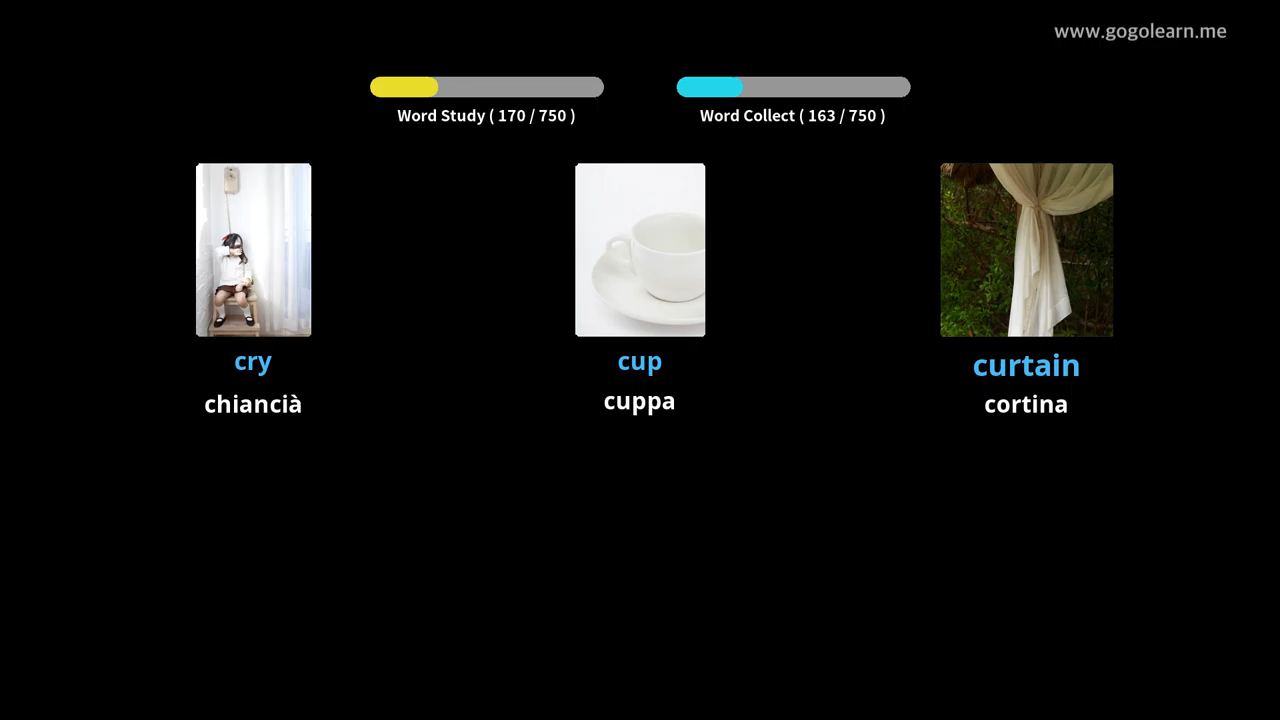 www.gogolearn.me
Word Study ( 170 / 750 )
Word Collect ( 163 / 750 )
cry
chiancià
cup
cuppa
curtain
cortina